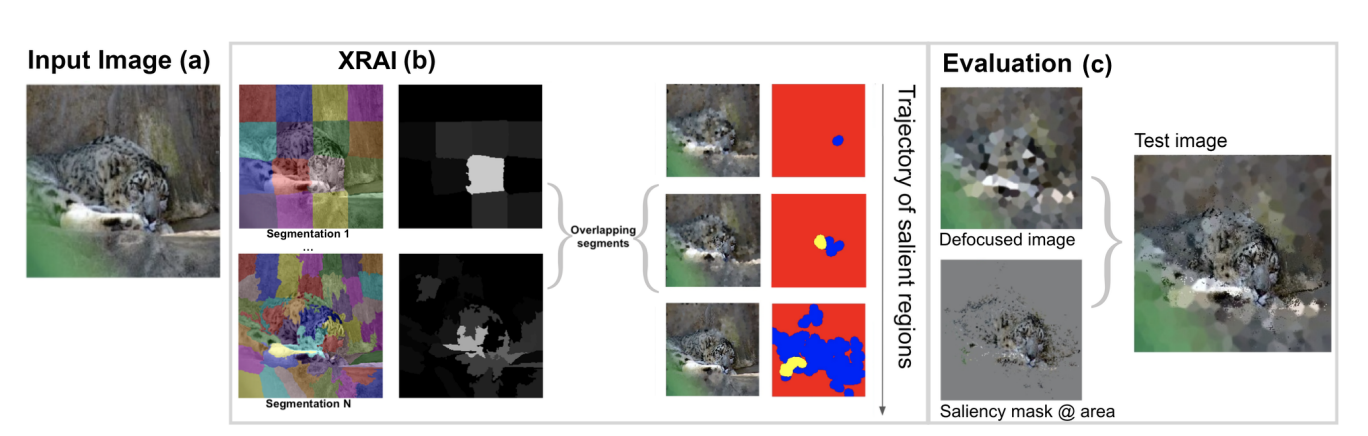 Input Image (a)
XRAI (b)
Segmentation 1
...
Segmentation N
Overlapping
segments
Trajectory of salient regions
Evaluation (c)
Defocused image
Saliency mask @ area
Test image